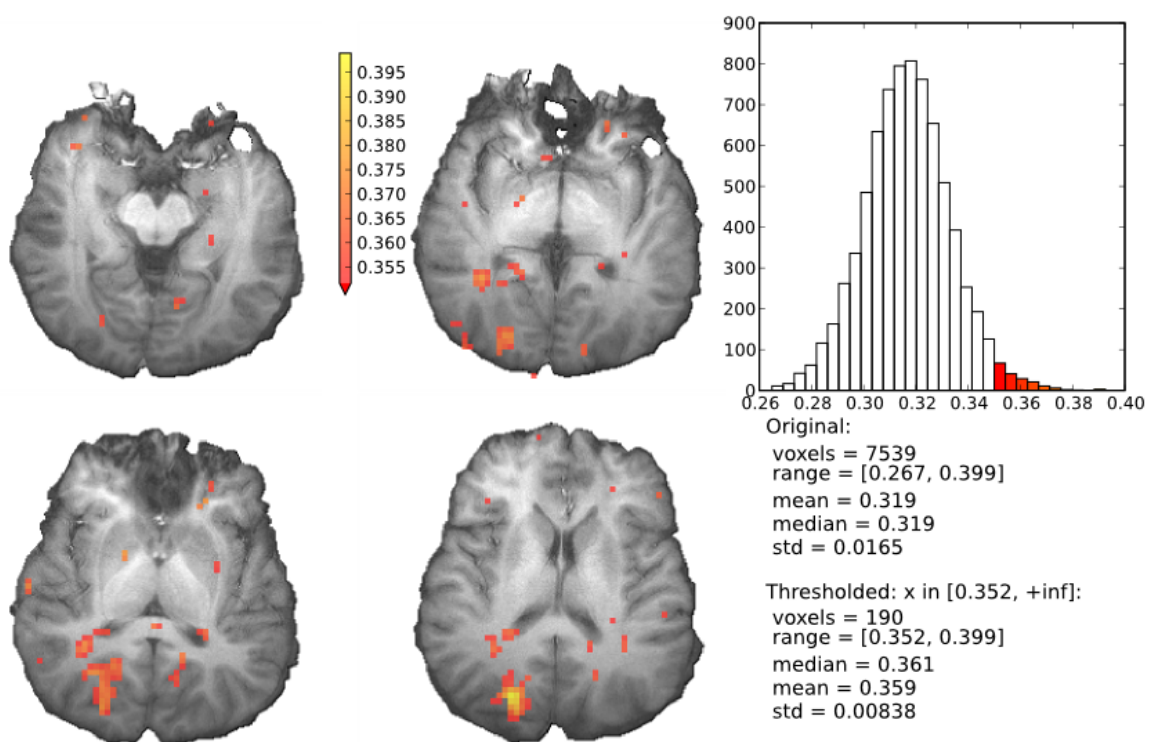 0.395
0.390
0.385
0.380
0.375
0.370
0.365
0.360
0.355
900
800
700
600
500
400
300
200
100
0
0.26 0.28 0.30 0.32 0.34 0.36 0.38 0.40
Original:
voxels = 7539
range = [0.267, 0.399]
mean = 0.319
median = 0.319
std = 0.0165
Thresholded: x in [0.352, +inf]:
voxels = 190
range = [0.352, 0.399]
median = 0.361
mean = 0.359
std = 0.00838